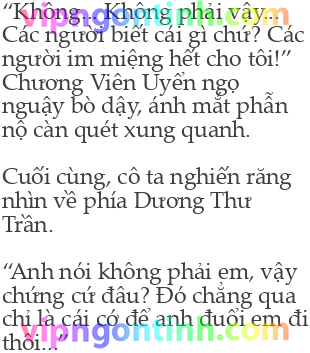 “Không... Không phải vậy...
Các người biết cái gì chứ? Các
người im miệng hết cho tôi!”
Chương Viên Uyển ngọ
nguậy bò dậy, ánh mắt phẫn
nộ càn quét xung quanh.
vipngontinh.com
Cuối cùng, cô ta nghiến răng
nhìn về phía Dương Thư
Trần.
“Anh nói không phải em, vậy
chứng cứ đâu? Đó chẳng qua
chỉ là cái cớ để anh đuổi em đi
thôi...”
vipngontinh.com